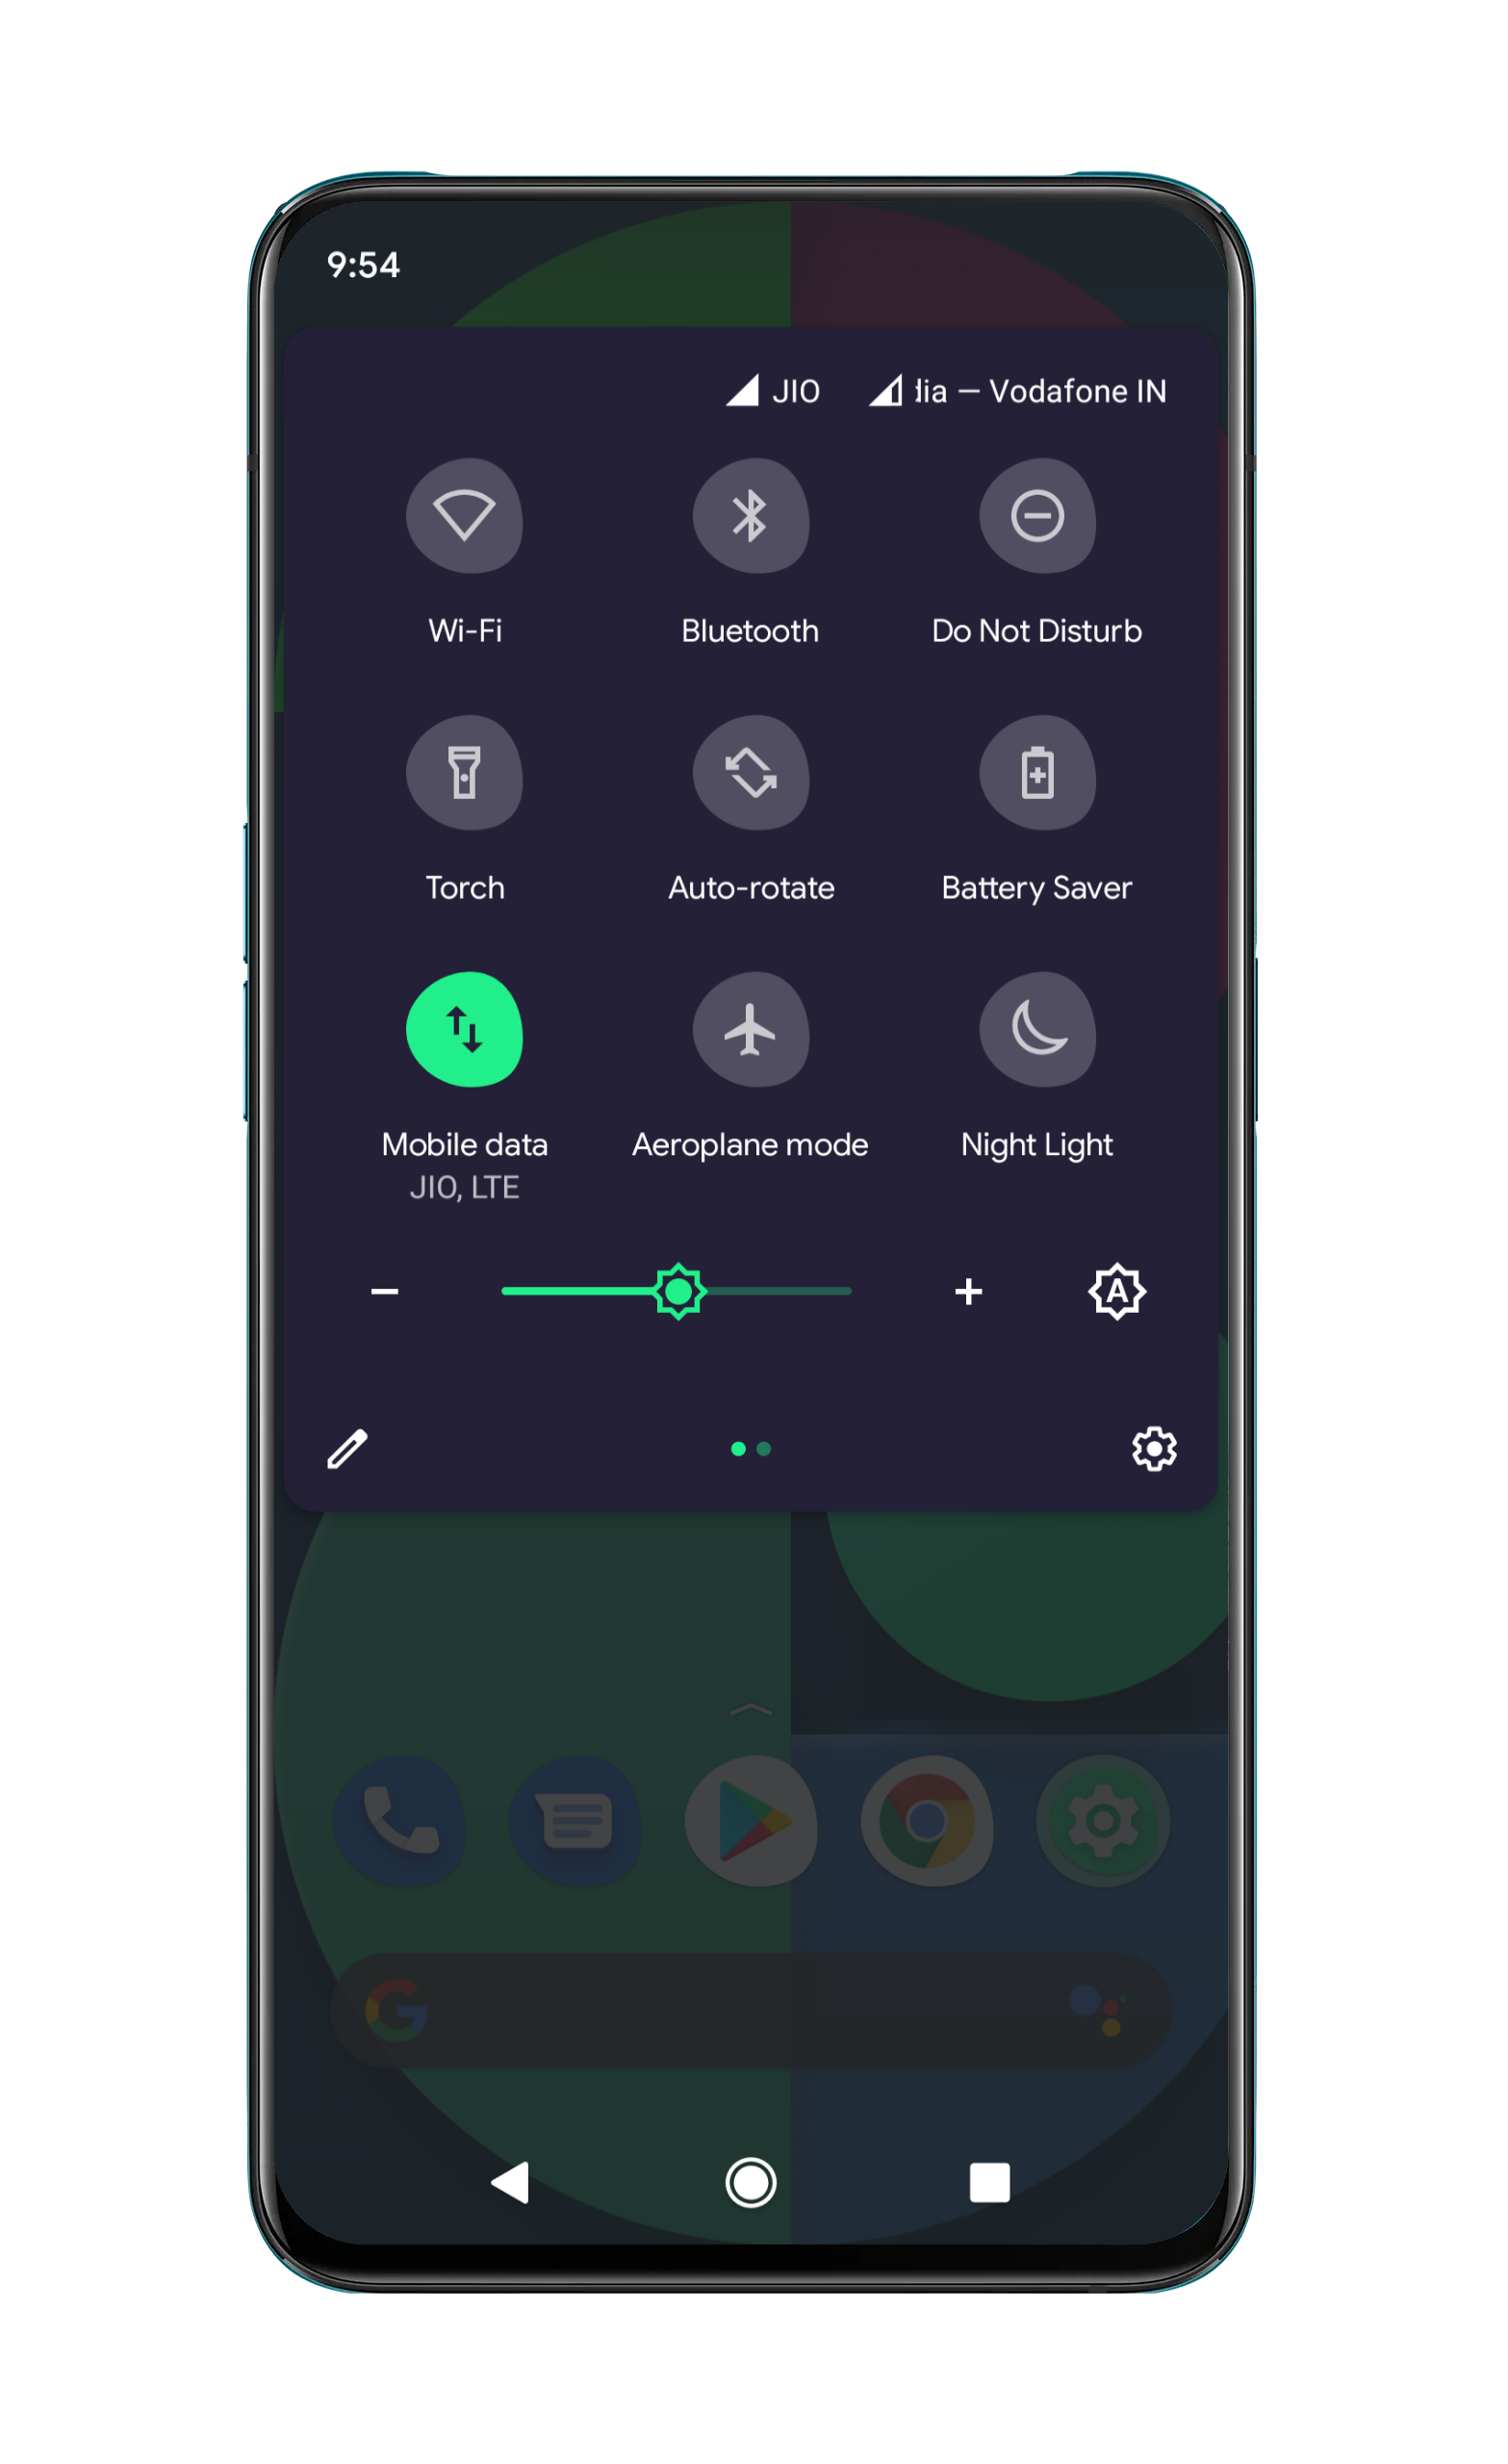 9:54
JIO
dia — Vodafone IN
Wi-Fi
Bluetooth
Do Not Disturb
Torch
Auto-rotate
Battery Saver
Mobile data
JIO, LTE
Aeroplane mode
Night Light
A
G